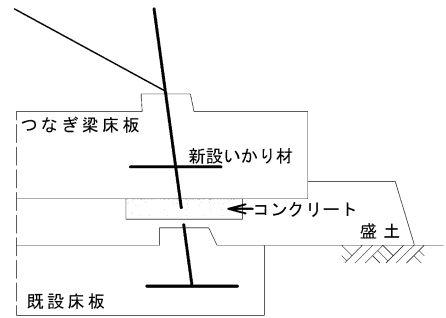 つなぎ梁床板
新設いかり材
コンクリート
盛土
既設床板